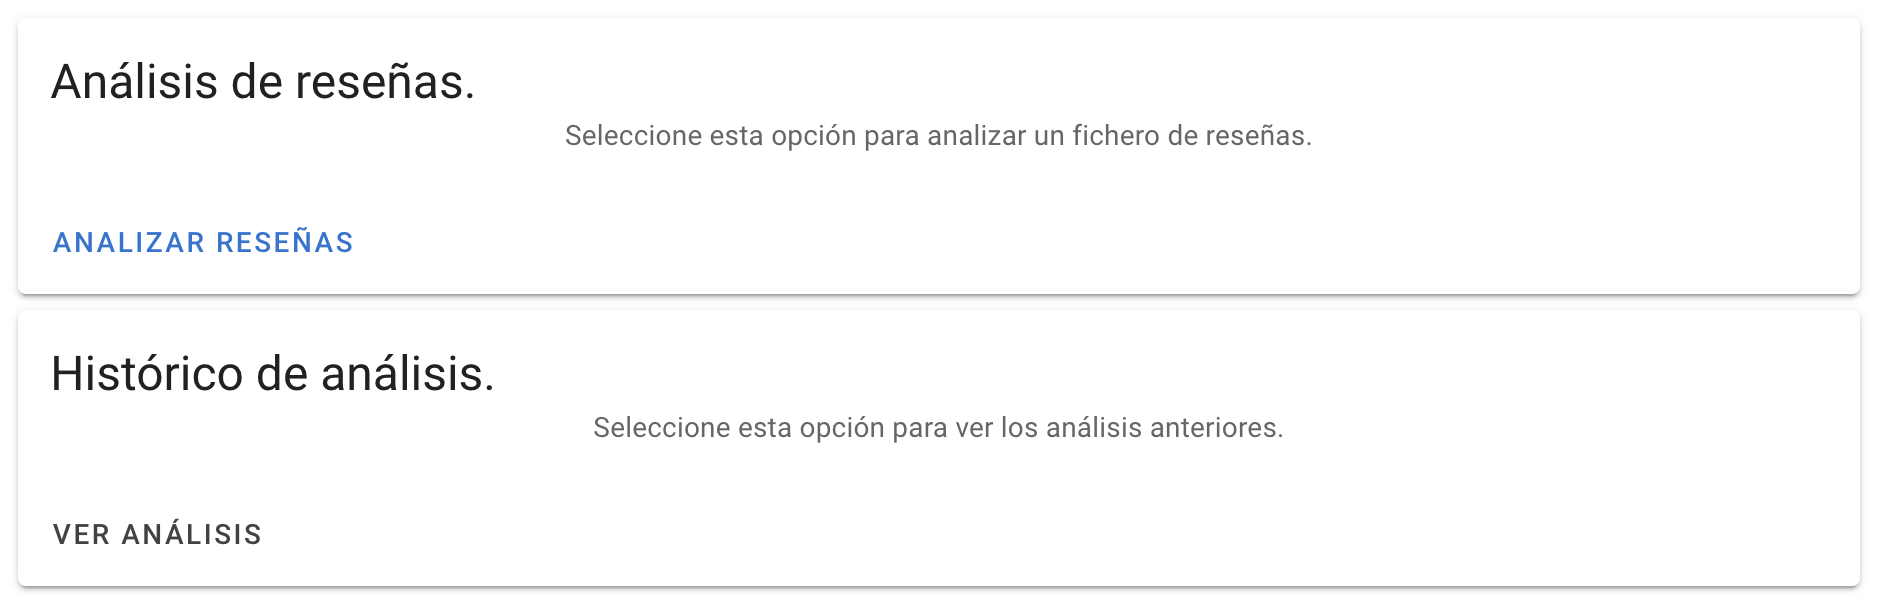 Análisis de reseñas.
Seleccione esta opción para analizar un fichero de reseñas.
ANALIZAR RESEÑAS
Histórico de análisis.
Seleccione esta opción para ver los análisis anteriores.
VER ANÁLISIS